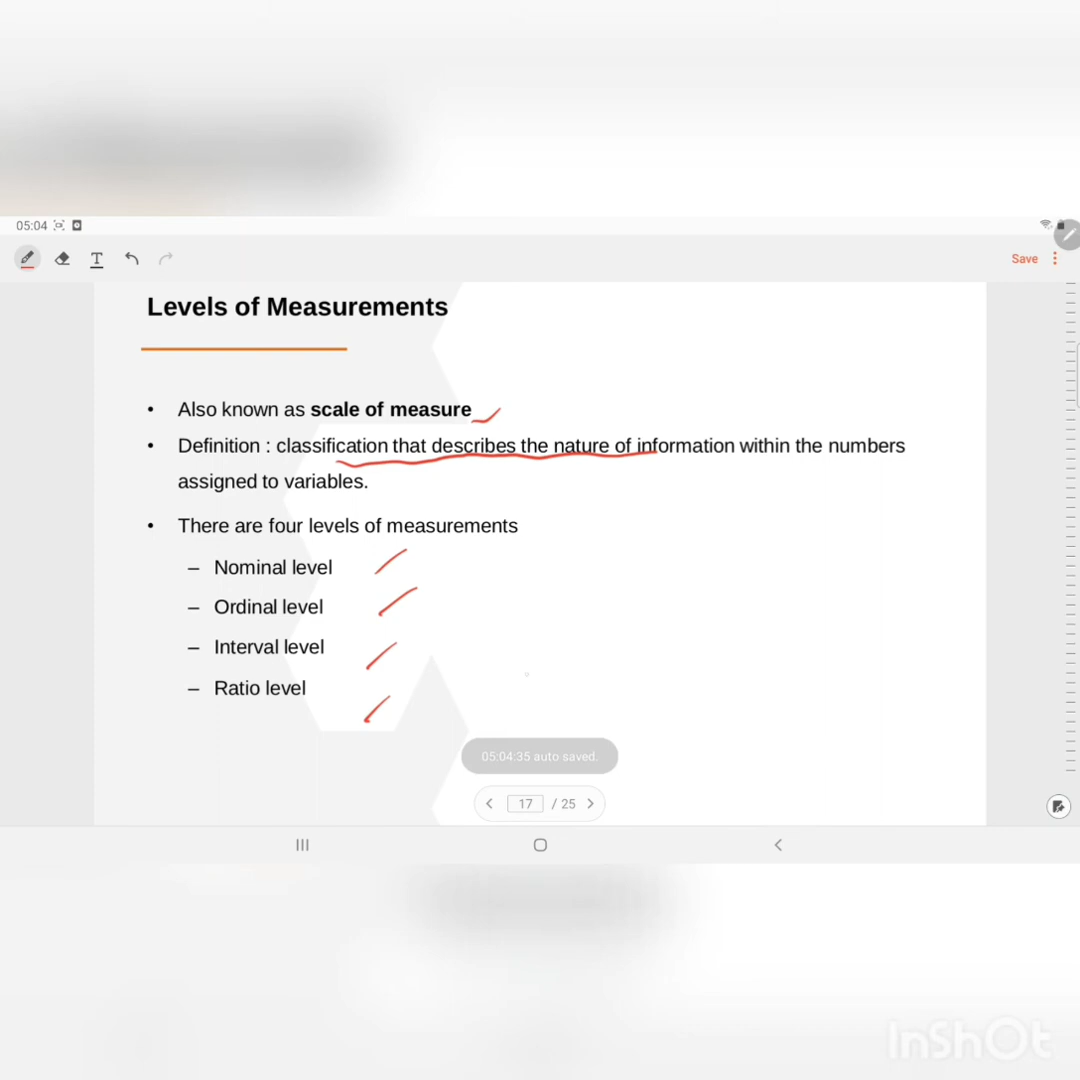 05:04
T
Save
Levels of Measurements
• Also known as scale of measure
• Definition : classification that describes the nature of information within the numbers
assigned to variables.
• There are four levels of measurements
– Nominal level
– Ordinal level
– Interval level
– Ratio level
05:04:35 auto saved.
17 / 25
InShOt